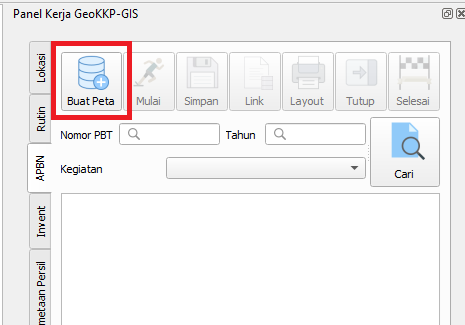 Panel Kerja GeoKKP-GIS
Lokasi
Rutin
APBN
Invent
metaan Persil
Buat Peta
Mulai
Simpan
Link
Layout
Tutup
Selesai
Nomor PBT
Tahun
Kegiatan
Cari